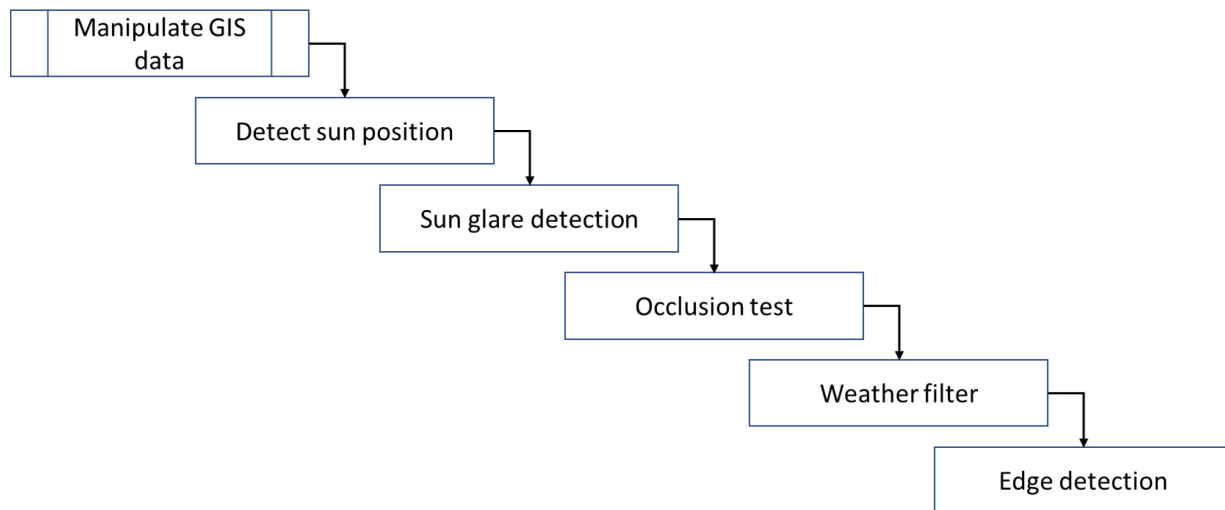 Manipulate GIS
data
Detect sun position
Sun glare detection
Occlusion test
Weather filter
Edge detection